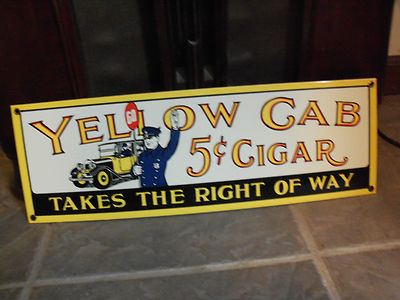 YELLOW CAB
GO
5¢ CIGAR
TAKES THE RIGHT OF WAY